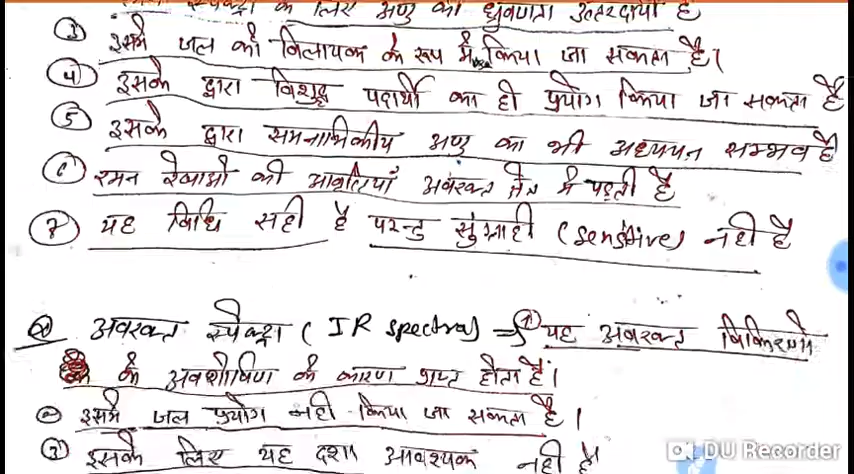 स्पेक्ट्रा के लिए अणु की ध्रुवणता उत्तरदायी है
③ इसमें जल को विलायक के रूप में किया जा सकता है।
④ इसके द्वारा विशुद्ध पदार्थो का ही प्रयोग किया जा सकता है
⑤ इसके द्वारा समनाभिकीय अणु का भी अध्ययन सम्भव है
⑥ रमन रेखाओ की आवृतियाँ अवरक्त क्षेत्र मे पड़ती है
⑦ यह विधि सही है परन्तु सुंग्राही (sensitive) नही है
अवरक्त स्पेक्ट्रा (IR spectra) ⇒ ① यह अवरक्त विकिरणो
के अवशोषण के कारण प्राप्त होता है।
② इसमे जल प्रयोग नही किया जा सकता है।
③ इसके लिए यह दशा आवश्यक नही है
DU Recorder